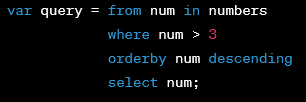 var query = from num in numbers
where num > 3
orderby num descending
select num;